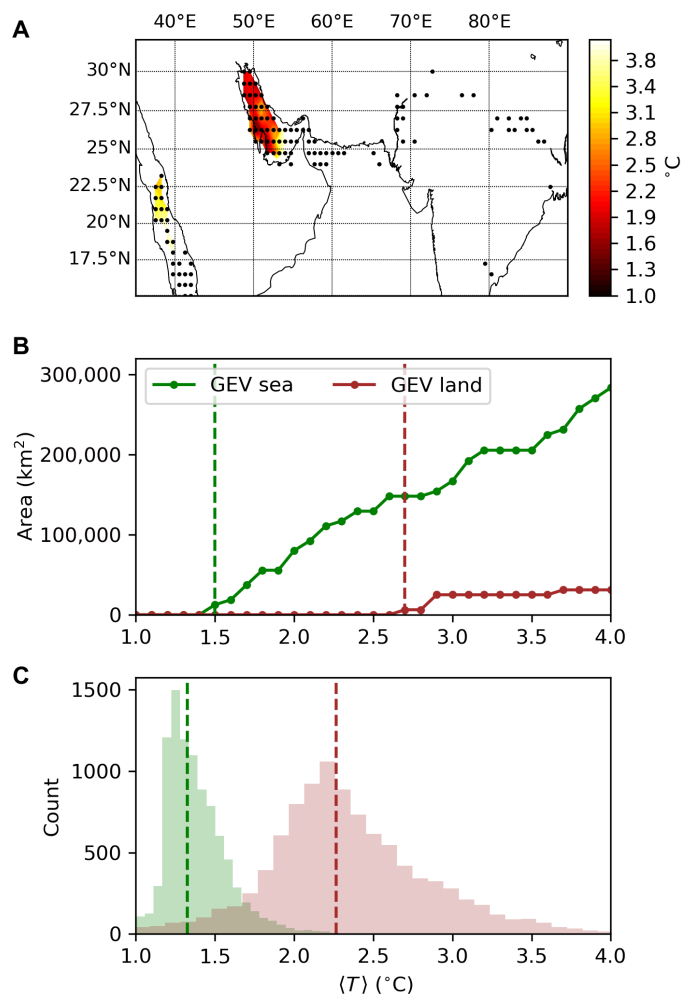 A
40°E 50°E 60°E 70°E 80°E
30°N
27.5°N
25°N
22.5°N
20°N
17.5°N
3.8
3.4
3.1
2.8
2.5
2.2
1.9
1.6
1.3
1.0
°C
B
300,000
200,000
100,000
0
Area (km²)
GEV sea GEV land
1.0 1.5 2.0 2.5 3.0 3.5 4.0
C
1500
1000
500
0
Count
1.0 1.5 2.0 2.5 3.0 3.5 4.0
⟨T⟩ (°C)